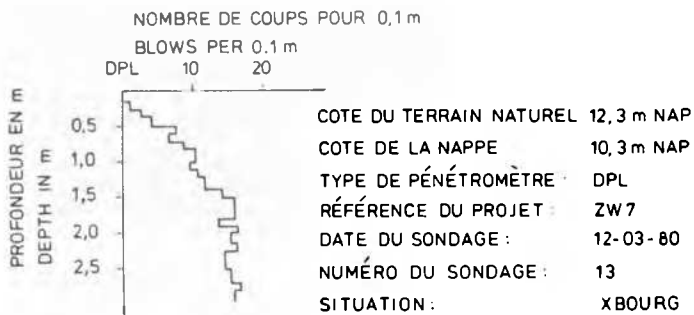 NOMBRE DE COUPS POUR 0,1 m
BLOWS PER 0.1 m
DPL 10 20
PROFONDEUR EN m
DEPTH IN m
0,5
1,0
1,5
2,0
2,5
COTE DU TERRAIN NATUREL 12,3 m NAP
COTE DE LA NAPPE 10,3 m NAP
TYPE DE PÉNÉTROMÈTRE DPL
RÉFÉRENCE DU PROJET : ZW7
DATE DU SONDAGE : 12-03-80
NUMÉRO DU SONDAGE : 13
SITUATION : XBOURG